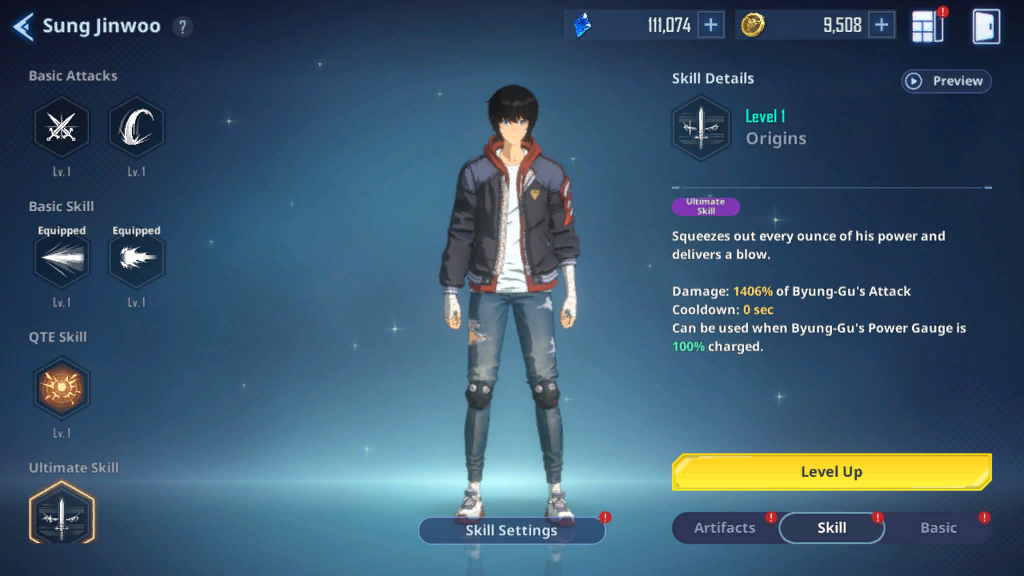 Sung Jinwoo ?
111,074 +
9,508 +
Basic Attacks
Lv. 1
Lv. 1
Basic Skill
Equipped
Equipped
Lv. 1
Lv. 1
QTE Skill
Lv. 1
Ultimate Skill
Skill Settings
Skill Details
Preview
Level 1
Origins
Ultimate
Skill
Squeezes out every ounce of his power and
delivers a blow.
Damage: 1406% of Byung-Gu's Attack
Cooldown: 0 sec
Can be used when Byung-Gu's Power Gauge is
100% charged.
Level Up
Artifacts
Skill
Basic